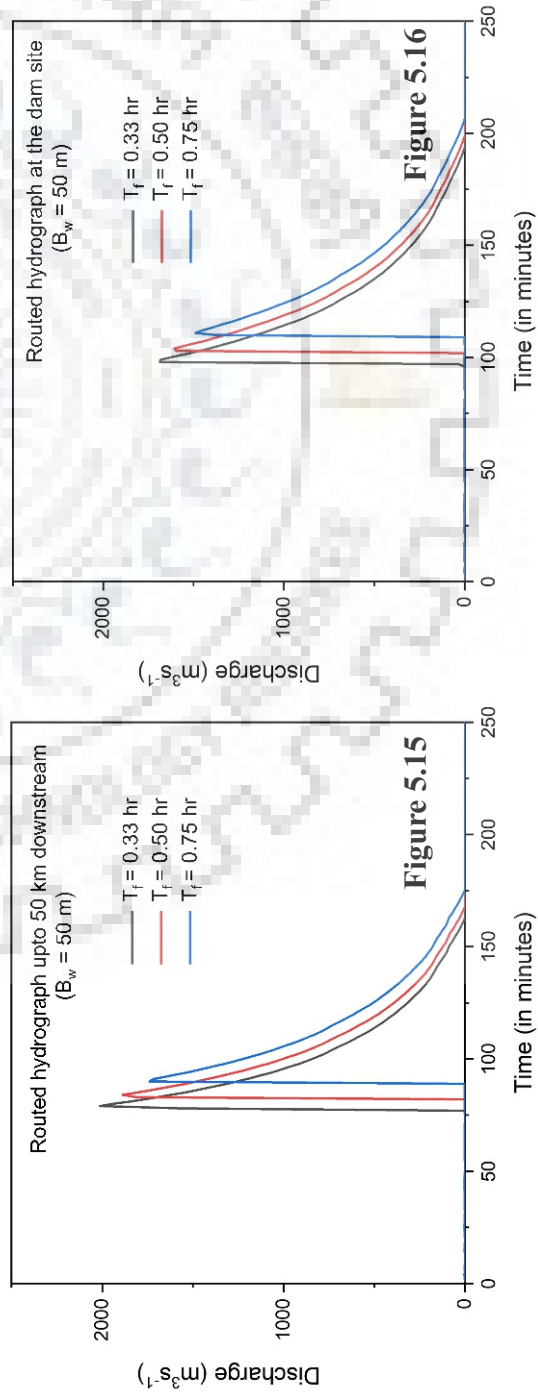 Routed hydrograph upto 50 km downstream
(B_w = 50 m)
T_f = 0.33 hr
T_f = 0.50 hr
T_f = 0.75 hr
Figure 5.15
Discharge (m³s⁻¹)
2000
1000
0
0 50 100 150 200 250
Time (in minutes)
Routed hydrograph at the dam site
(B_w = 50 m)
T_f = 0.33 hr
T_f = 0.50 hr
T_f = 0.75 hr
Figure 5.16
Discharge (m³s⁻¹)
2000
1000
0
0 50 100 150 200 250
Time (in minutes)